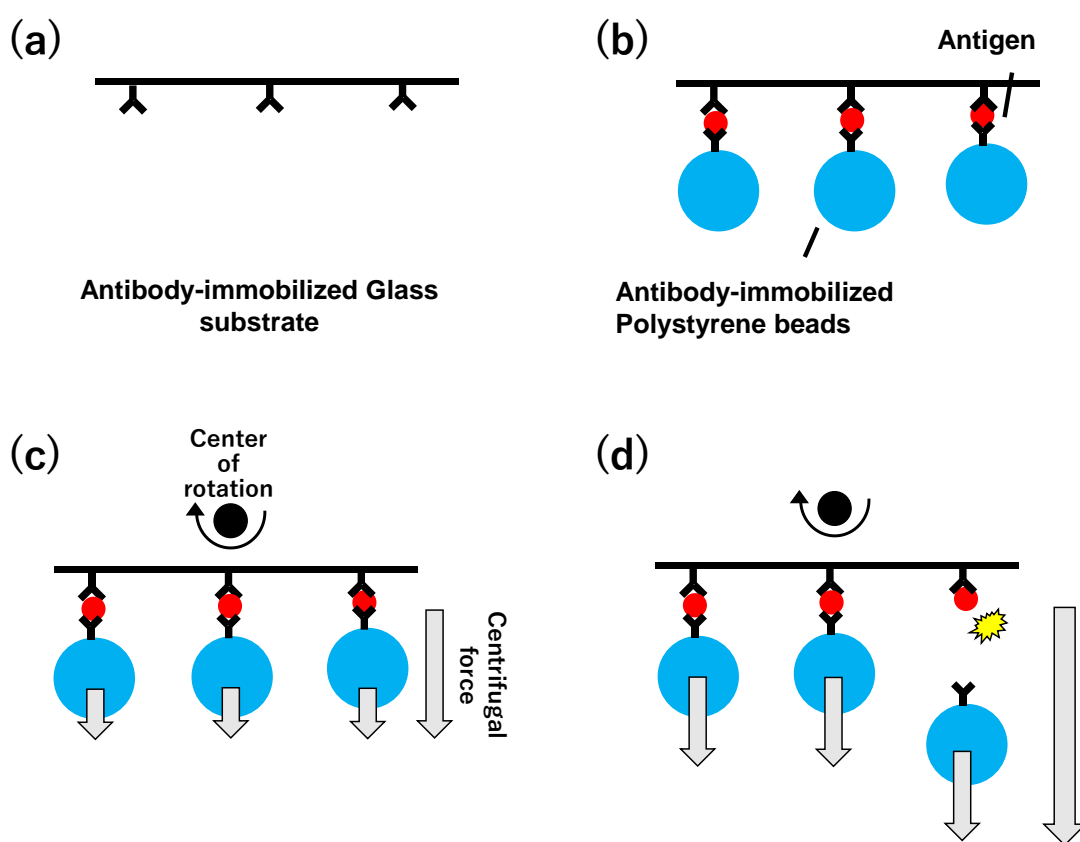 (a)
Antibody-immobilized Glass
substrate
(b)
Antigen
Antibody-immobilized
Polystyrene beads
(c)
Center
of
rotation
Centrifugal
force
(d)